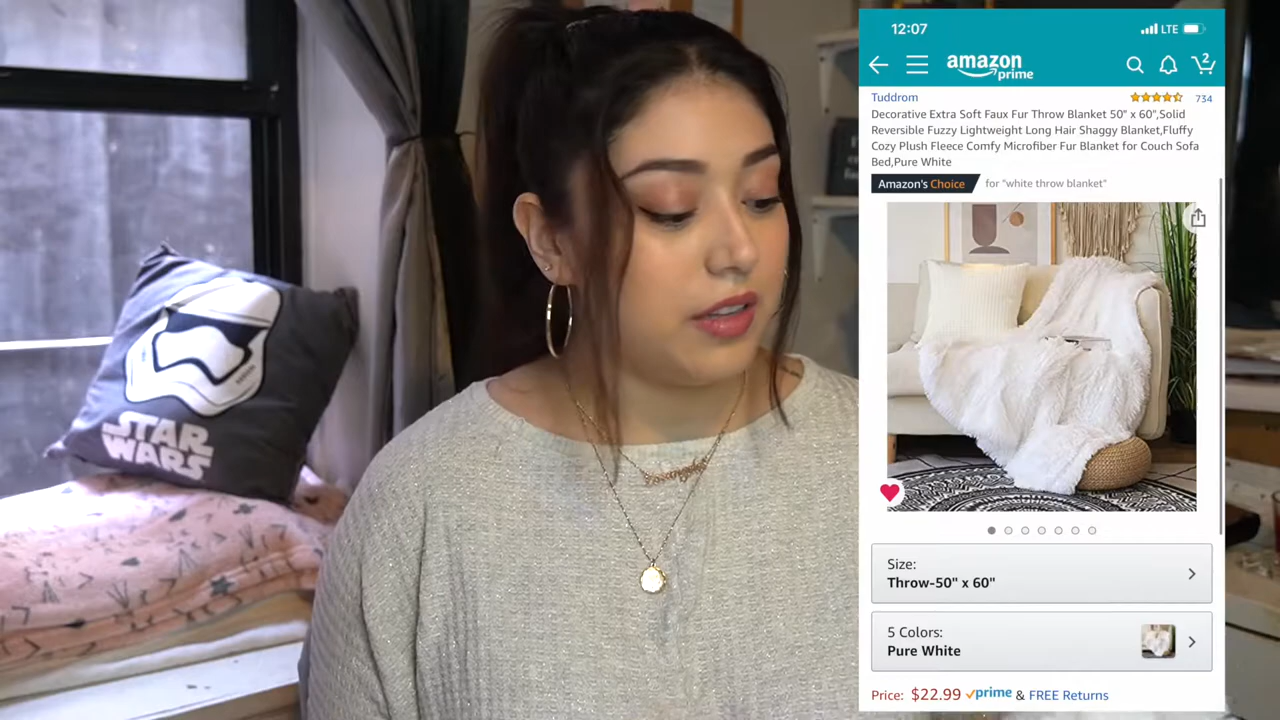 STAR
WARS
12:07
LTE
amazon
prime
2
Tuddrom
734
Decorative Extra Soft Faux Fur Throw Blanket 50" x 60",Solid
Reversible Fuzzy Lightweight Long Hair Shaggy Blanket,Fluffy
Cozy Plush Fleece Comfy Microfiber Fur Blanket for Couch Sofa
Bed,Pure White
Amazon's Choice for "white throw blanket"
Size:
Throw-50" x 60"
5 Colors:
Pure White
Price: $22.99 prime & FREE Returns